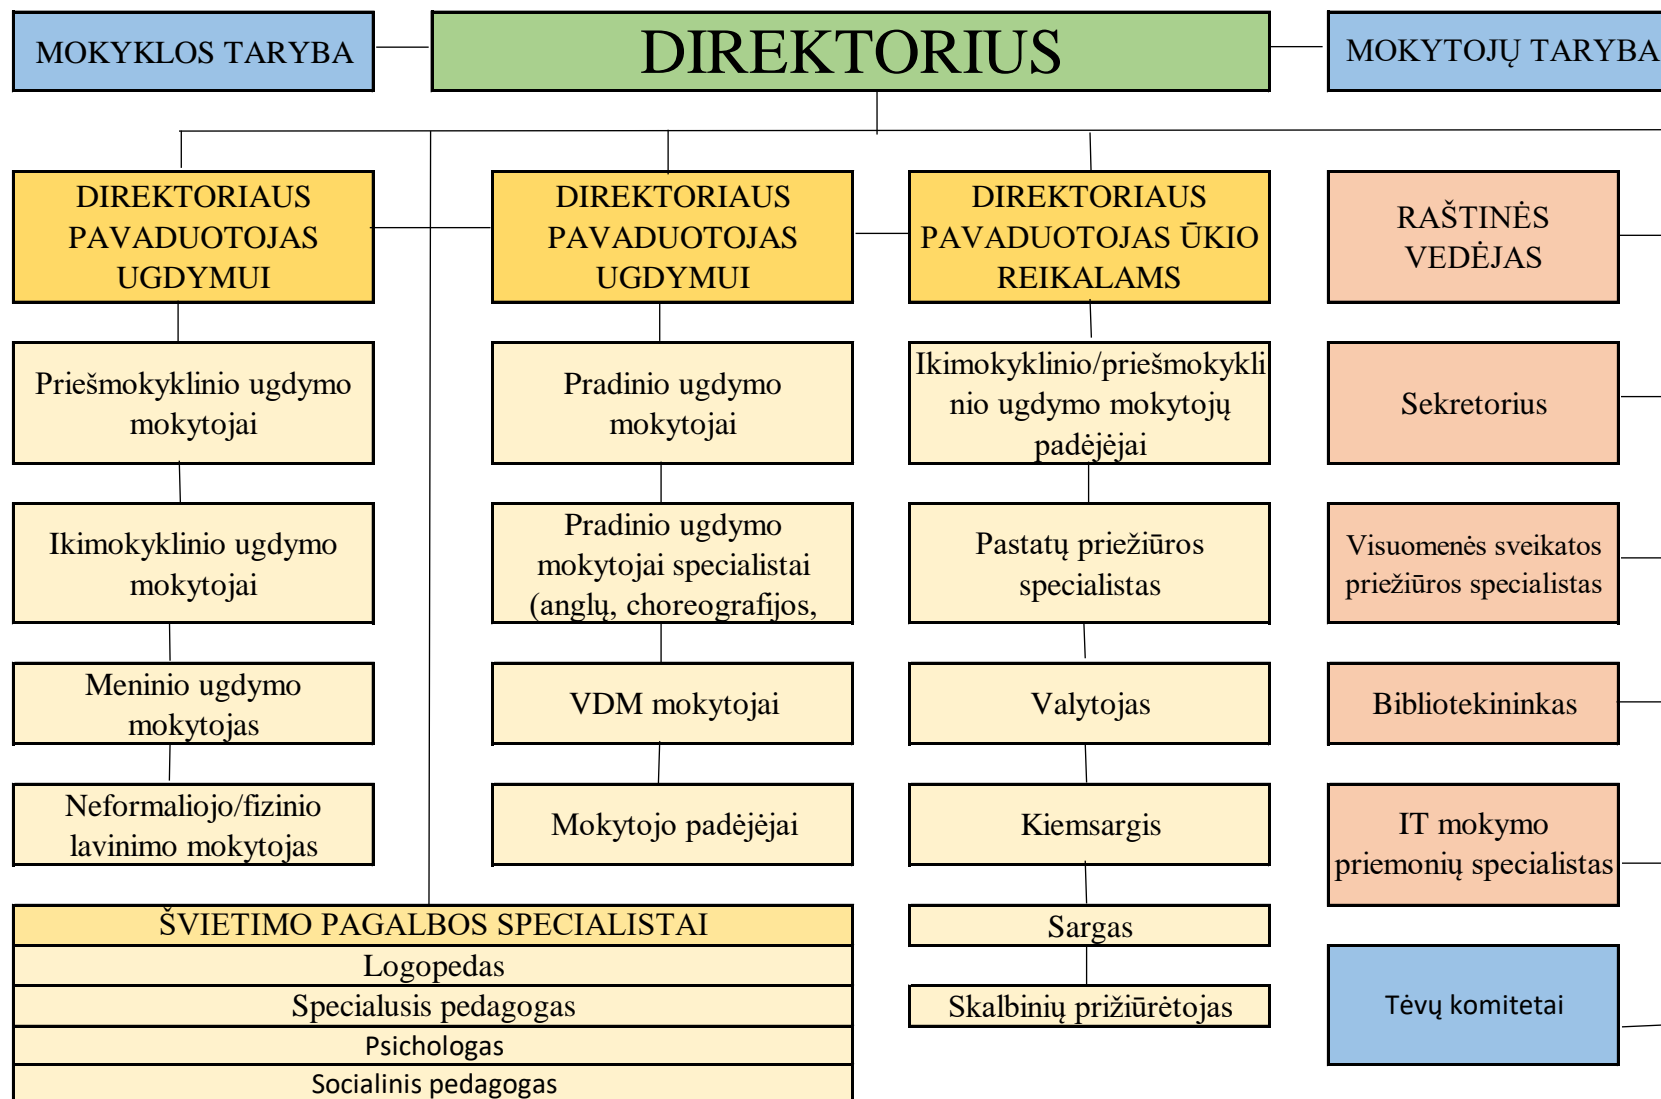 MOKYKLOS TARYBA
DIREKTORIUS
MOKYTOJŲ TARYBA
DIREKTORIAUS
PAVADUOTOJAS
UGDYMUI
DIREKTORIAUS
PAVADUOTOJAS
UGDYMUI
DIREKTORIAUS
PAVADUOTOJAS ŪKIO
REIKALAMS
RAŠTINĖS
VEDĖJAS
Priešmokyklinio ugdymo
mokytojai
Pradinio ugdymo
mokytojai
Ikimokyklinio/priešmokykli
nio ugdymo mokytojų
padėjėjai
Sekretorius
Ikimokyklinio ugdymo
mokytojai
Pradinio ugdymo
mokytojai specialistai
(anglų, choreografijos,
Pastatų priežiūros
specialistas
Visuomenės sveikatos
priežiūros specialistas
Meninio ugdymo
mokytojas
VDM mokytojai
Valytojas
Bibliotekininkas
Neformaliojo/fizinio
lavinimo mokytojas
Mokytojo padėjėjai
Kiemsargis
IT mokymo
priemonių specialistas
ŠVIETIMO PAGALBOS SPECIALISTAI
Logopedas
Specialusis pedagogas
Psichologas
Socialinis pedagogas
Sargas
Skalbinių prižiūrėtojas
Tėvų komitetai